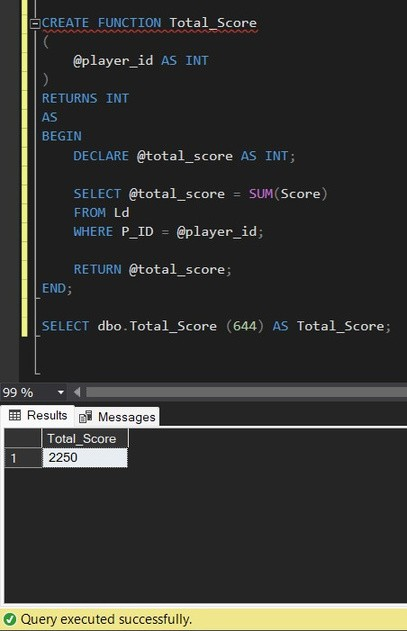 CREATE FUNCTION Total_Score
(
@player_id AS INT
)
RETURNS INT
AS
BEGIN
DECLARE @total_score AS INT;
SELECT @total_score = SUM(Score)
FROM Ld
WHERE P_ID = @player_id;
RETURN @total_score;
END;
SELECT dbo.Total_Score (644) AS Total_Score;
99 %
Results Messages
Total_Score
1 2250
Query executed successfully.